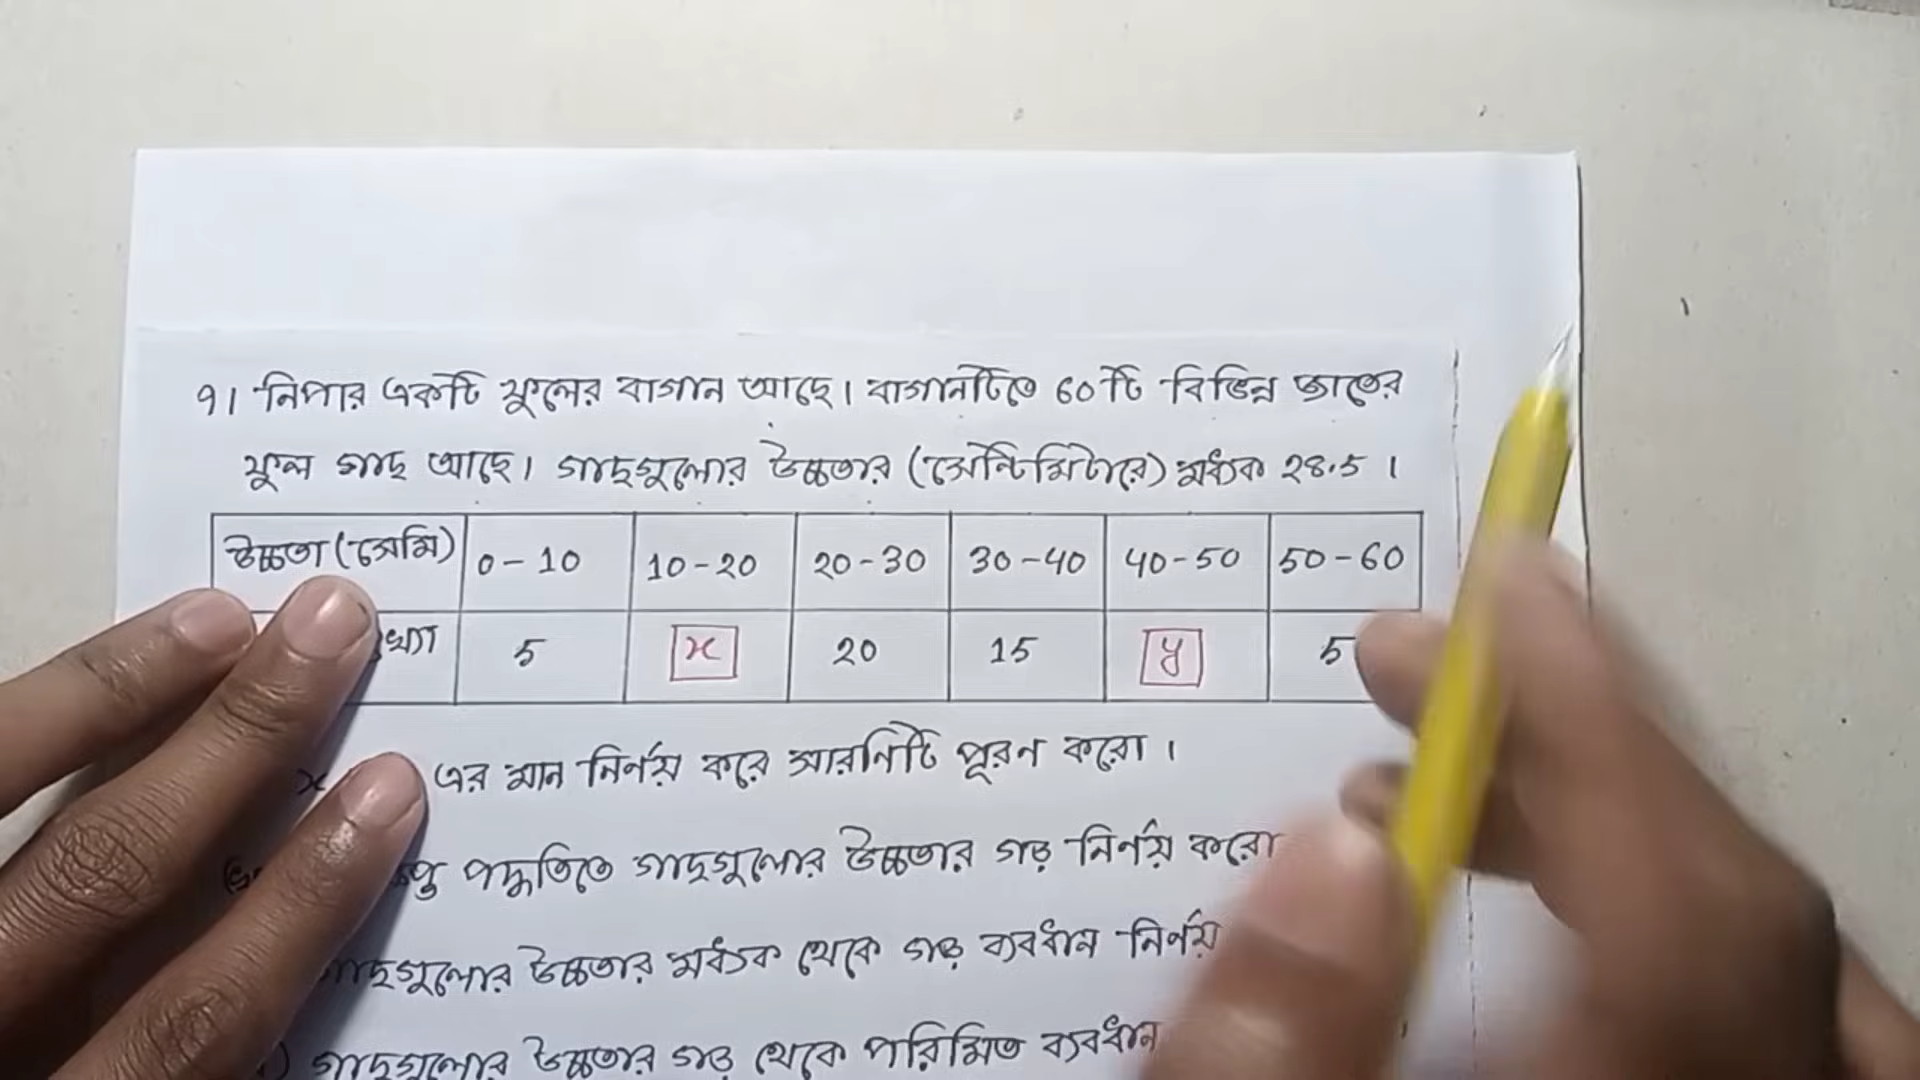 ৭। নিপার একটি ফুলের বাগান আছে। বাগানটিতে 60 টি বিভিন্ন জাতের
ফুল গাছ আছে। গাছগুলোর উচ্চতার (সেন্টিমিটারে) মধ্যক 28.5 ।
উচ্চতা (সেমি) 0-10 10-20 20-30 30-40 40-50 50-60
5 x 20 15 y 5
x এর মান নির্ণয় করে সারণিটি পূরণ করো ।
পদ্ধতিতে গাছগুলোর উচ্চতার গড় নির্ণয় করো
গাছগুলোর উচ্চতার মধ্যক থেকে গড় ব্যবধান নির্ণয়
) গাছগুলোর উচ্চতার গড় থেকে পরিমিত ব্যবধান